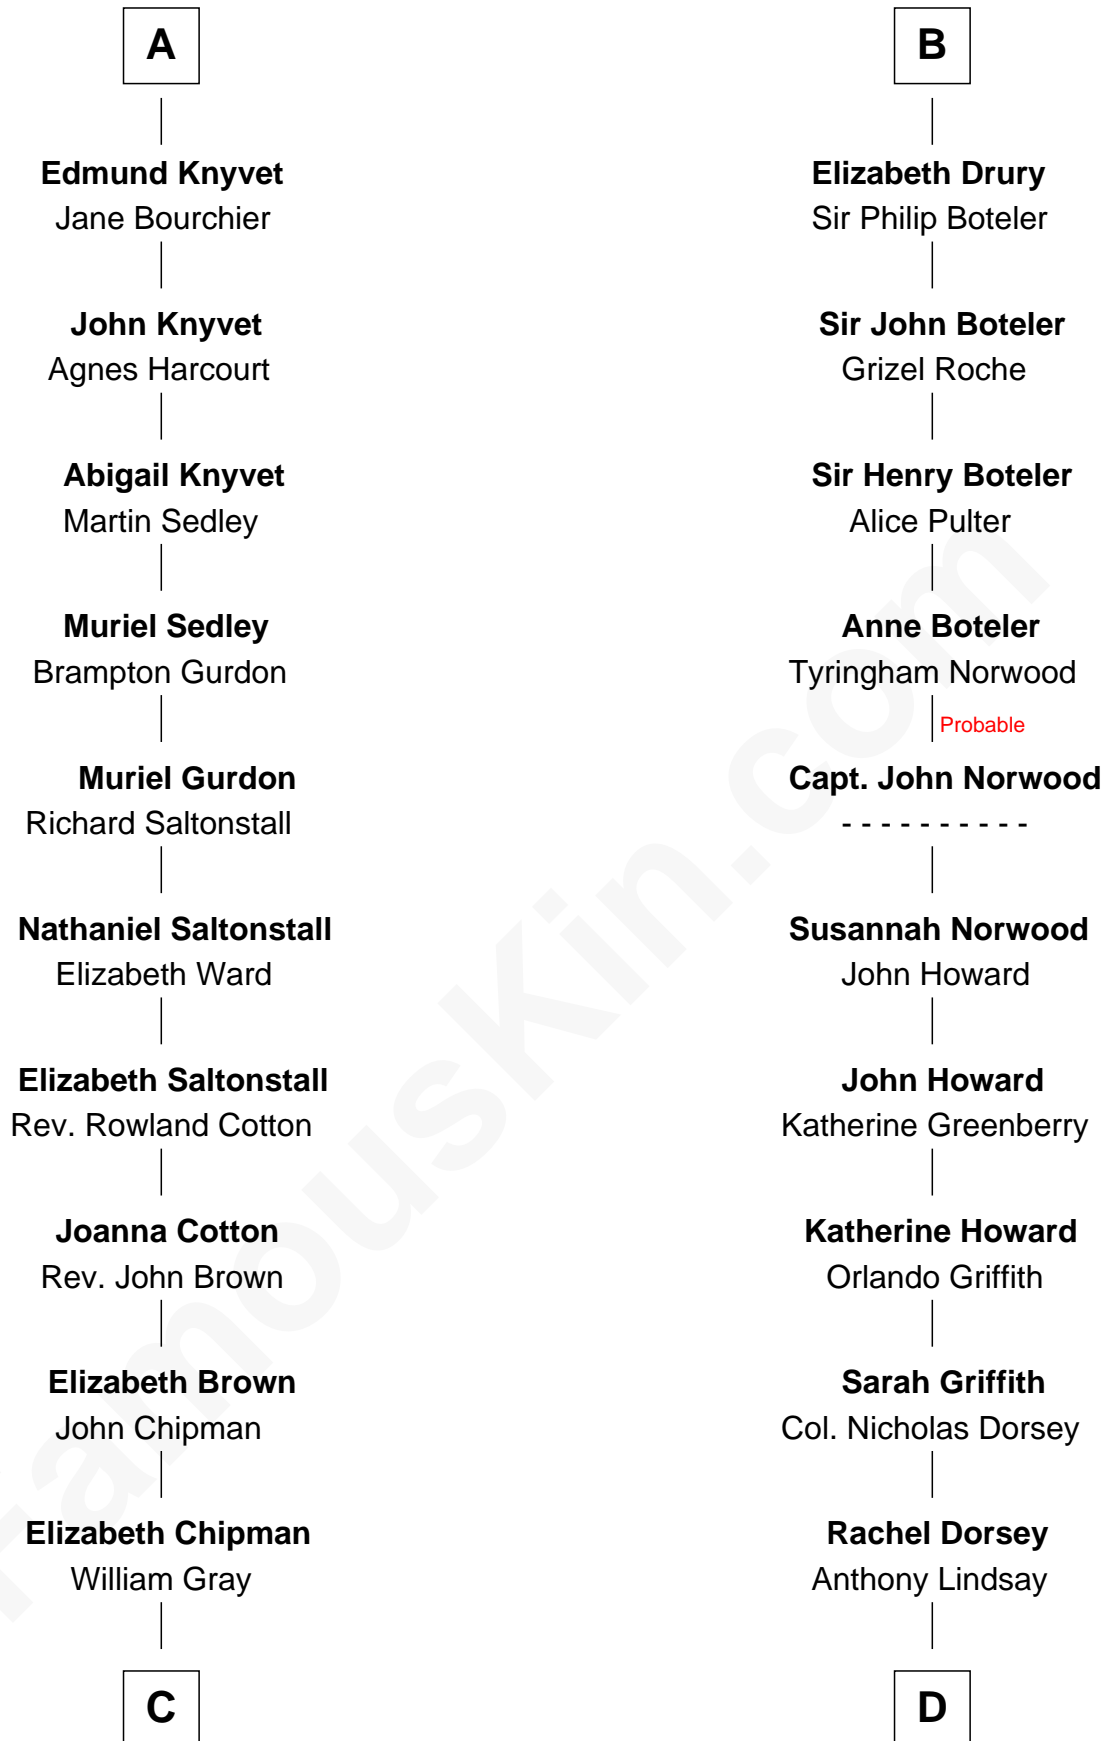 A
Edmund Knyvet
Jane Bourchier
John Knyvet
Agnes Harcourt
Abigail Knyvet
Martin Sedley
Muriel Sedley
Brampton Gurdon
Muriel Gurdon
Richard Saltonstall
Nathaniel Saltonstall
Elizabeth Ward
Elizabeth Saltonstall
Rev. Rowland Cotton
Joanna Cotton
Rev. John Brown
Elizabeth Brown
John Chipman
Elizabeth Chipman
William Gray
C
B
Elizabeth Drury
Sir Philip Boteler
Sir John Boteler
Grizel Roche
Sir Henry Boteler
Alice Pulter
Anne Boteler
Tyringham Norwood
Probable
Capt. John Norwood
- - - - - - - - - -
Susannah Norwood
John Howard
John Howard
Katherine Greenberry
Katherine Howard
Orlando Griffith
Sarah Griffith
Col. Nicholas Dorsey
Rachel Dorsey
Anthony Lindsay
D
FamousKin.com